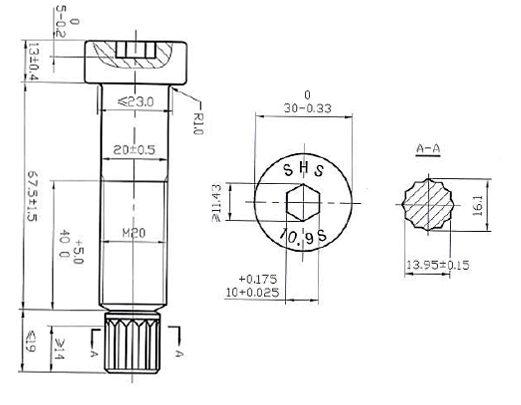 0
5-0.2
13±0.4
67.5±1.5
+5.0
40 0
≤19
≥14
≤23.0
R1.0
20±0.5
M20
A
A
0
30-0.33
SHS
10.9S
≥11.43
+0.175
10+0.025
A-A
16.1
13.95±0.15